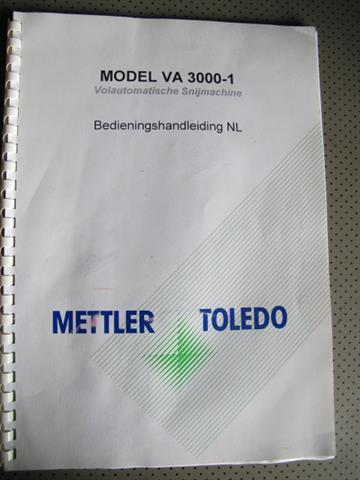 MODEL VA 3000-1
Volautomatische Snijmachine
Bedieningshandleiding NL
METTLER TOLEDO